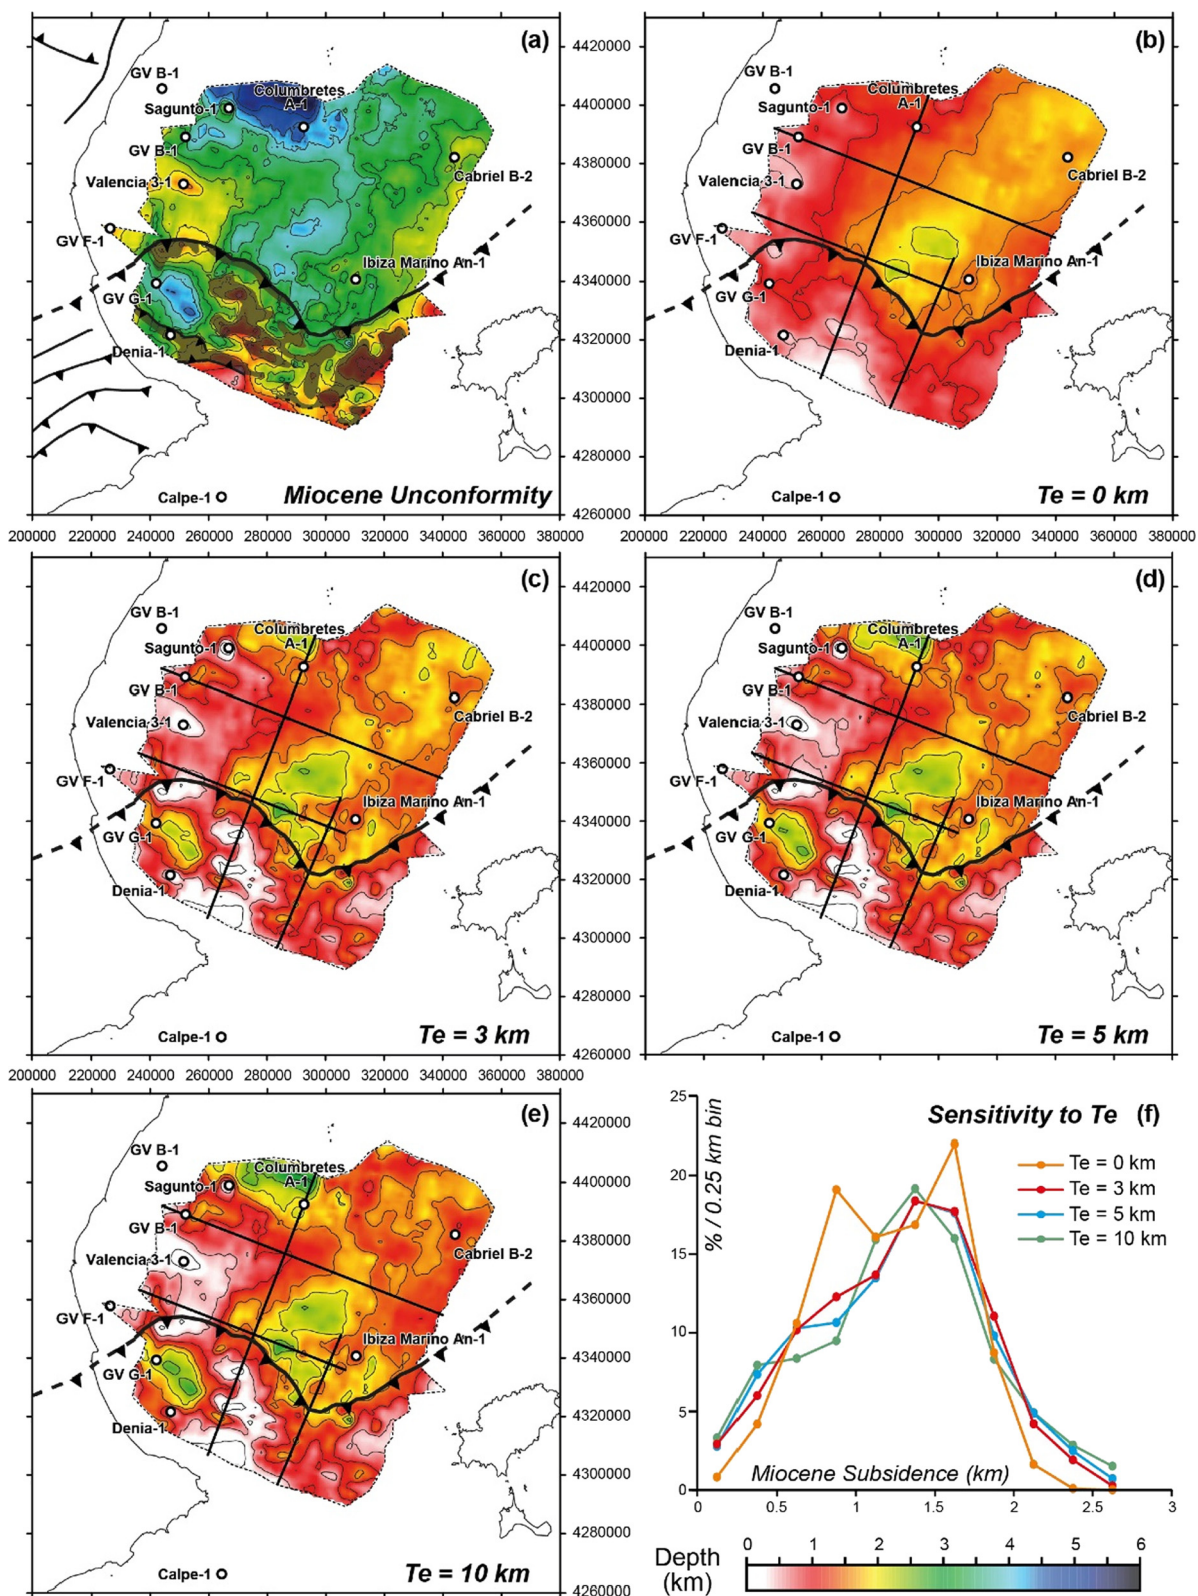 (a)
4420000
GV B-1
Columbretes
A-1
4400000
Sagunto-1
GV B-1
4380000
Valencia 3-1
Cabriel B-2
4360000
GV F-1
Ibiza Marino An-1
4340000
GV G-1
4320000
Denia-1
4300000
4280000
Calpe-1
Miocene Unconformity
4260000
200000 220000 240000 260000 280000 300000 320000 340000 360000 380000
(b)
GV B-1
Columbretes
A-1
Sagunto-1
GV B-1
Valencia 3-1
Cabriel B-2
GV F-1
Ibiza Marino An-1
GV G-1
Denia-1
Calpe-1
Te = 0 km
220000 240000 260000 280000 300000 320000 340000 360000 380000
(c)
4420000
GV B-1
Columbretes
A-1
4400000
Sagunto-1
GV B-1
4380000
Valencia 3-1
Cabriel B-2
4360000
GV F-1
Ibiza Marino An-1
4340000
GV G-1
4320000
Denia-1
4300000
4280000
Calpe-1
Te = 3 km
4260000
200000 220000 240000 260000 280000 300000 320000 340000 360000 380000
(d)
GV B-1
Columbretes
A-1
Sagunto-1
GV B-1
Valencia 3-1
Cabriel B-2
GV F-1
Ibiza Marino An-1
GV G-1
Denia-1
Calpe-1
Te = 5 km
(e)
4420000
GV B-1
Columbretes
A-1
4400000
Sagunto-1
GV B-1
4380000
Valencia 3-1
Cabriel B-2
4360000
GV F-1
Ibiza Marino An-1
4340000
GV G-1
4320000
Denia-1
4300000
4280000
Calpe-1
Te = 10 km
4260000
25
Sensitivity to Te (f)
% / 0.25 km bin
Te = 0 km
20
Te = 3 km
Te = 5 km
Te = 10 km
15
10
5
Miocene Subsidence (km)
0
0 0.5 1 1.5 2 2.5 3
Depth
(km)
0 1 2 3 4 5 6